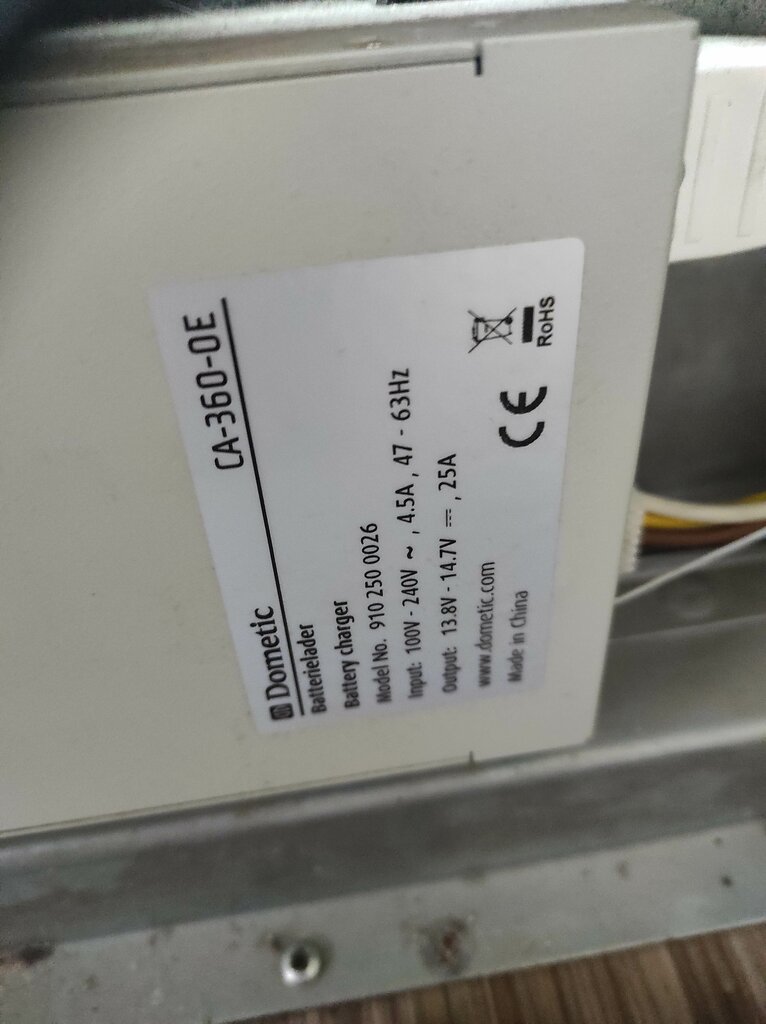 Dometic CA-360-0E
Batterielader
Battery charger
Model No. 910 250 0026
Input: 100V - 240V ~ , 4.5A , 47 - 63Hz
Output: 13.8V - 14.7V ⎓ , 25A
www.dometic.com
Made in China
CE
RoHS